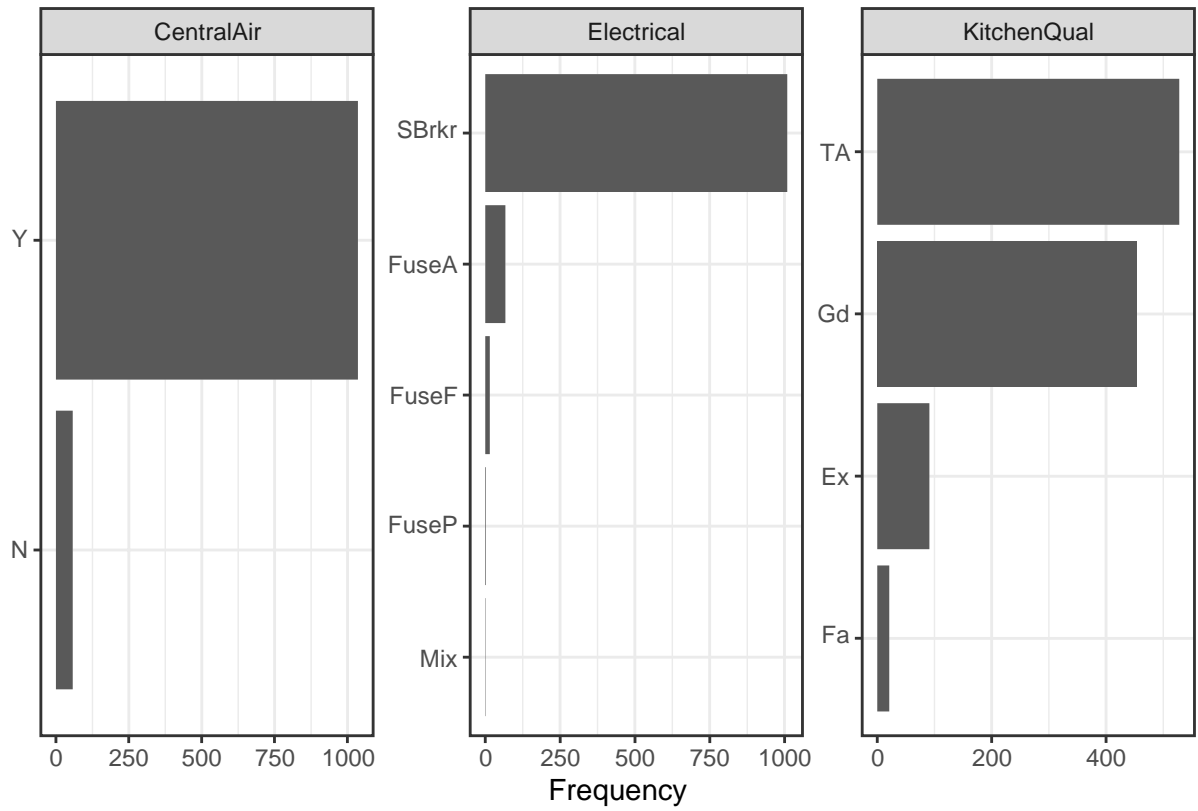 CentralAir
Y
N
0 250 500 750 1000
Electrical
SBrkr
FuseA
FuseF
FuseP
Mix
0 250 500 750 1000
KitchenQual
TA
Gd
Ex
Fa
0 200 400
Frequency